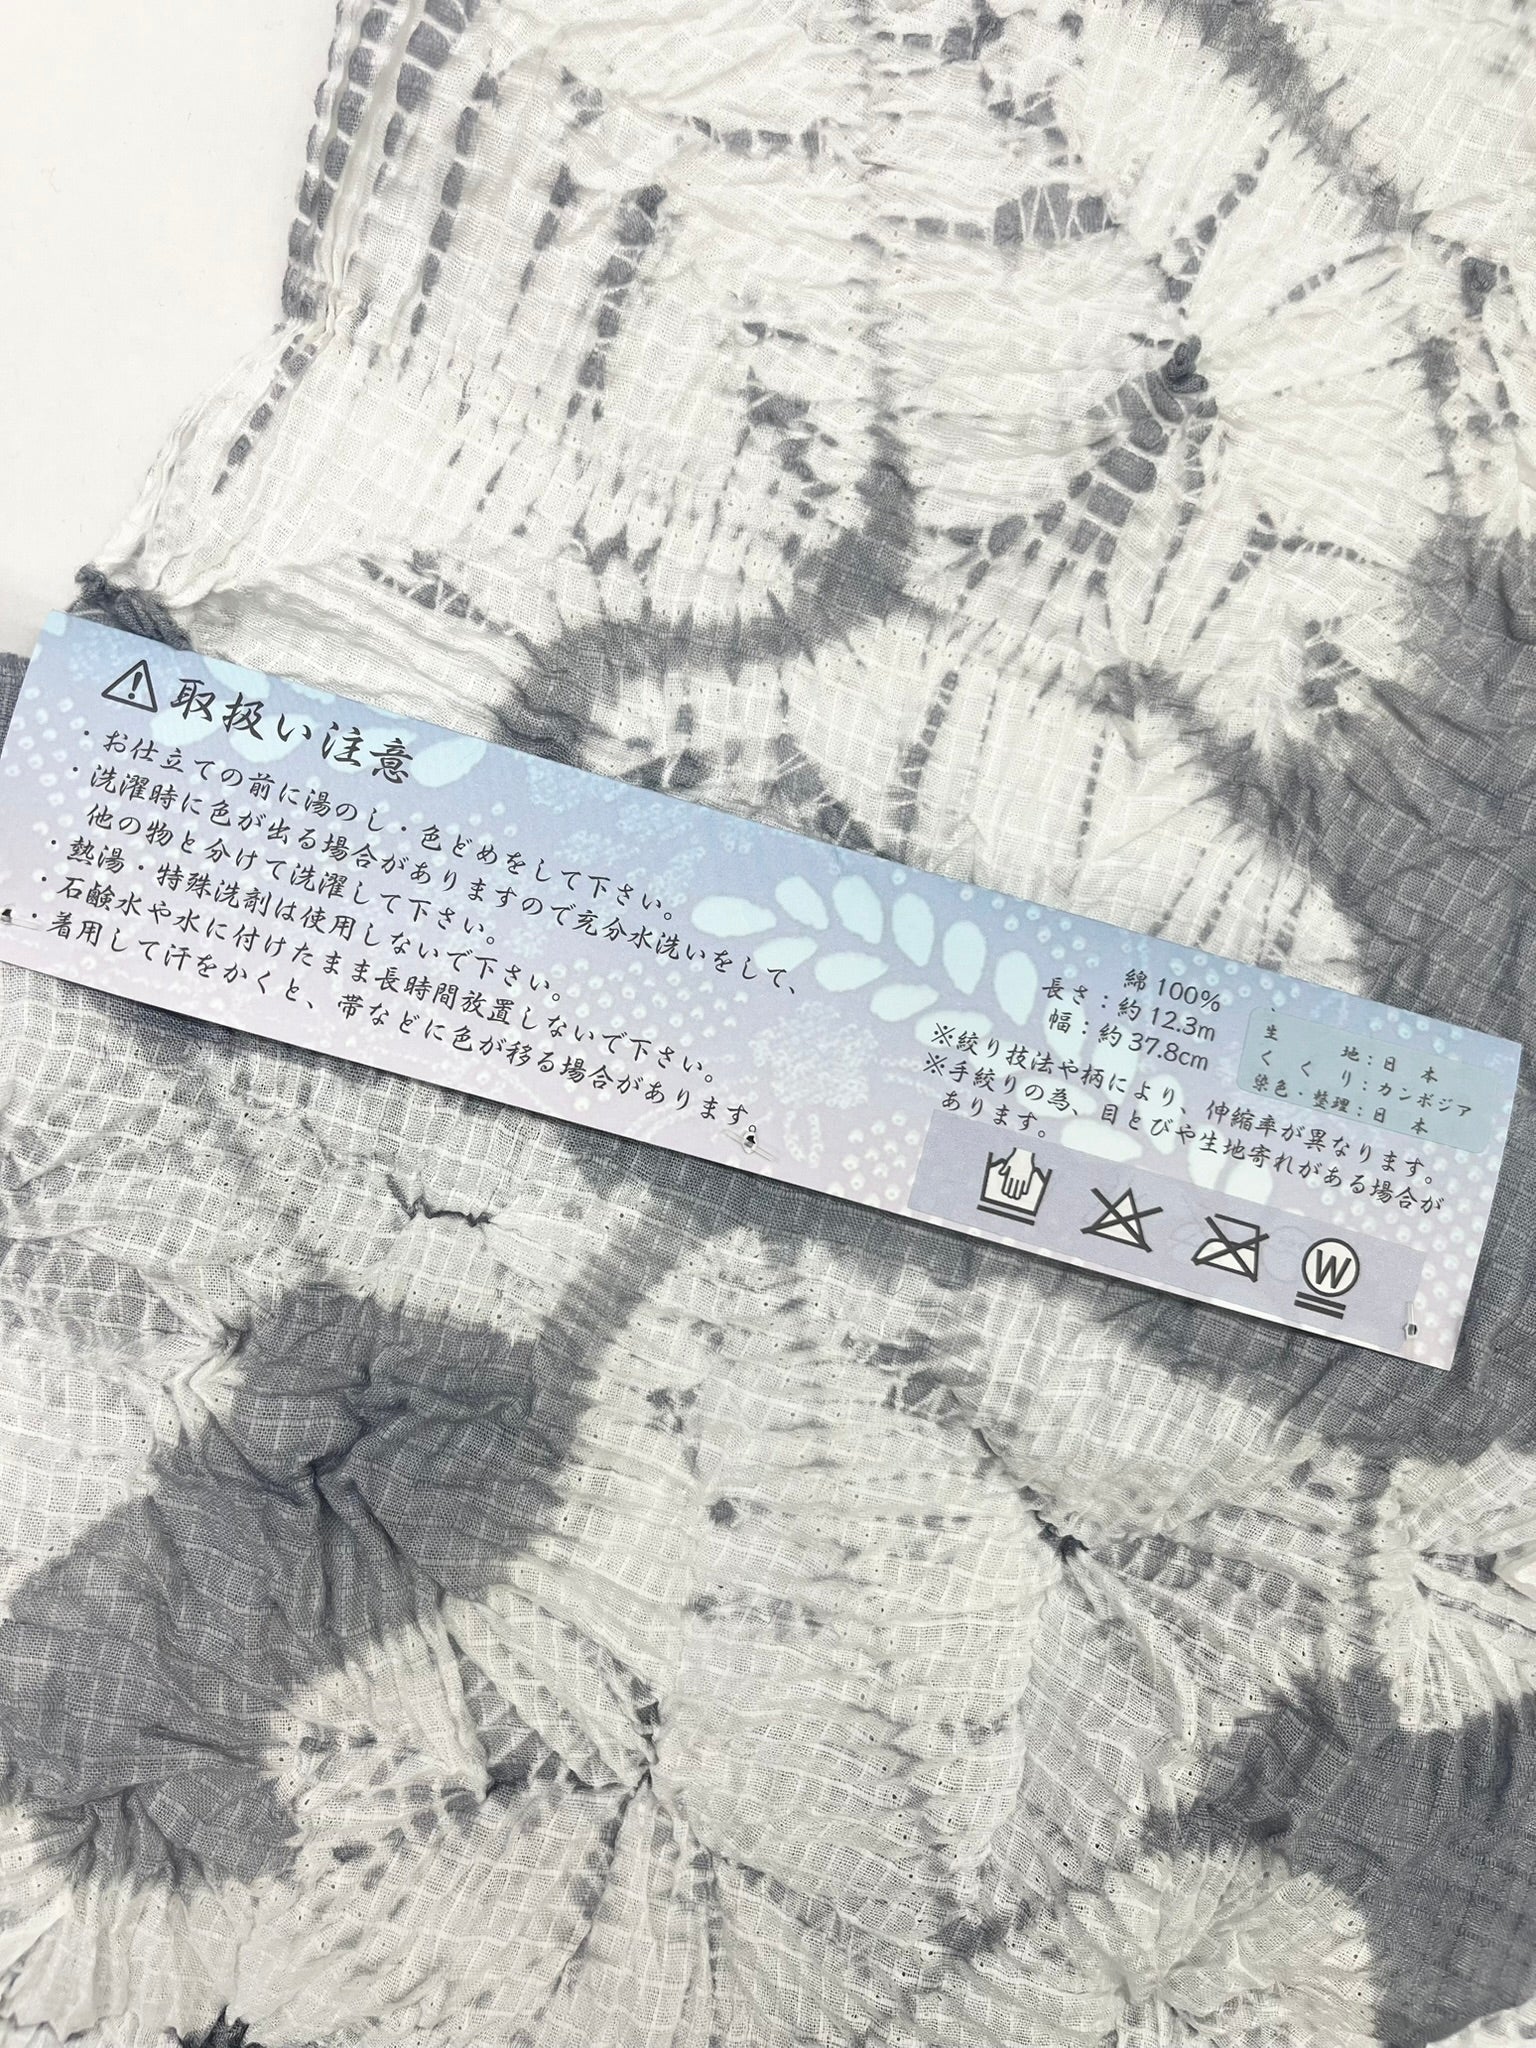 取扱い注意
・お仕立ての前に湯のし・色どめをして下さい。
・洗濯時に色が出る場合がありますので充分水洗いをして、
他の物と分けて洗濯して下さい。
・熱湯・特殊洗剤は使用しないで下さい。
・石鹸水や水に付けたまま長時間放置しないで下さい。
・着用して汗をかくと、帯などに色が移る場合があります。
綿 100%
長さ：約 12.3m
幅：約 37.8cm
※絞り技法や柄により、伸縮率が異なります。
※手絞りの為、目とびや生地寄れがある場合が
あります。
生地：日本
くくり：カンボジア
染色・整理：日本
W